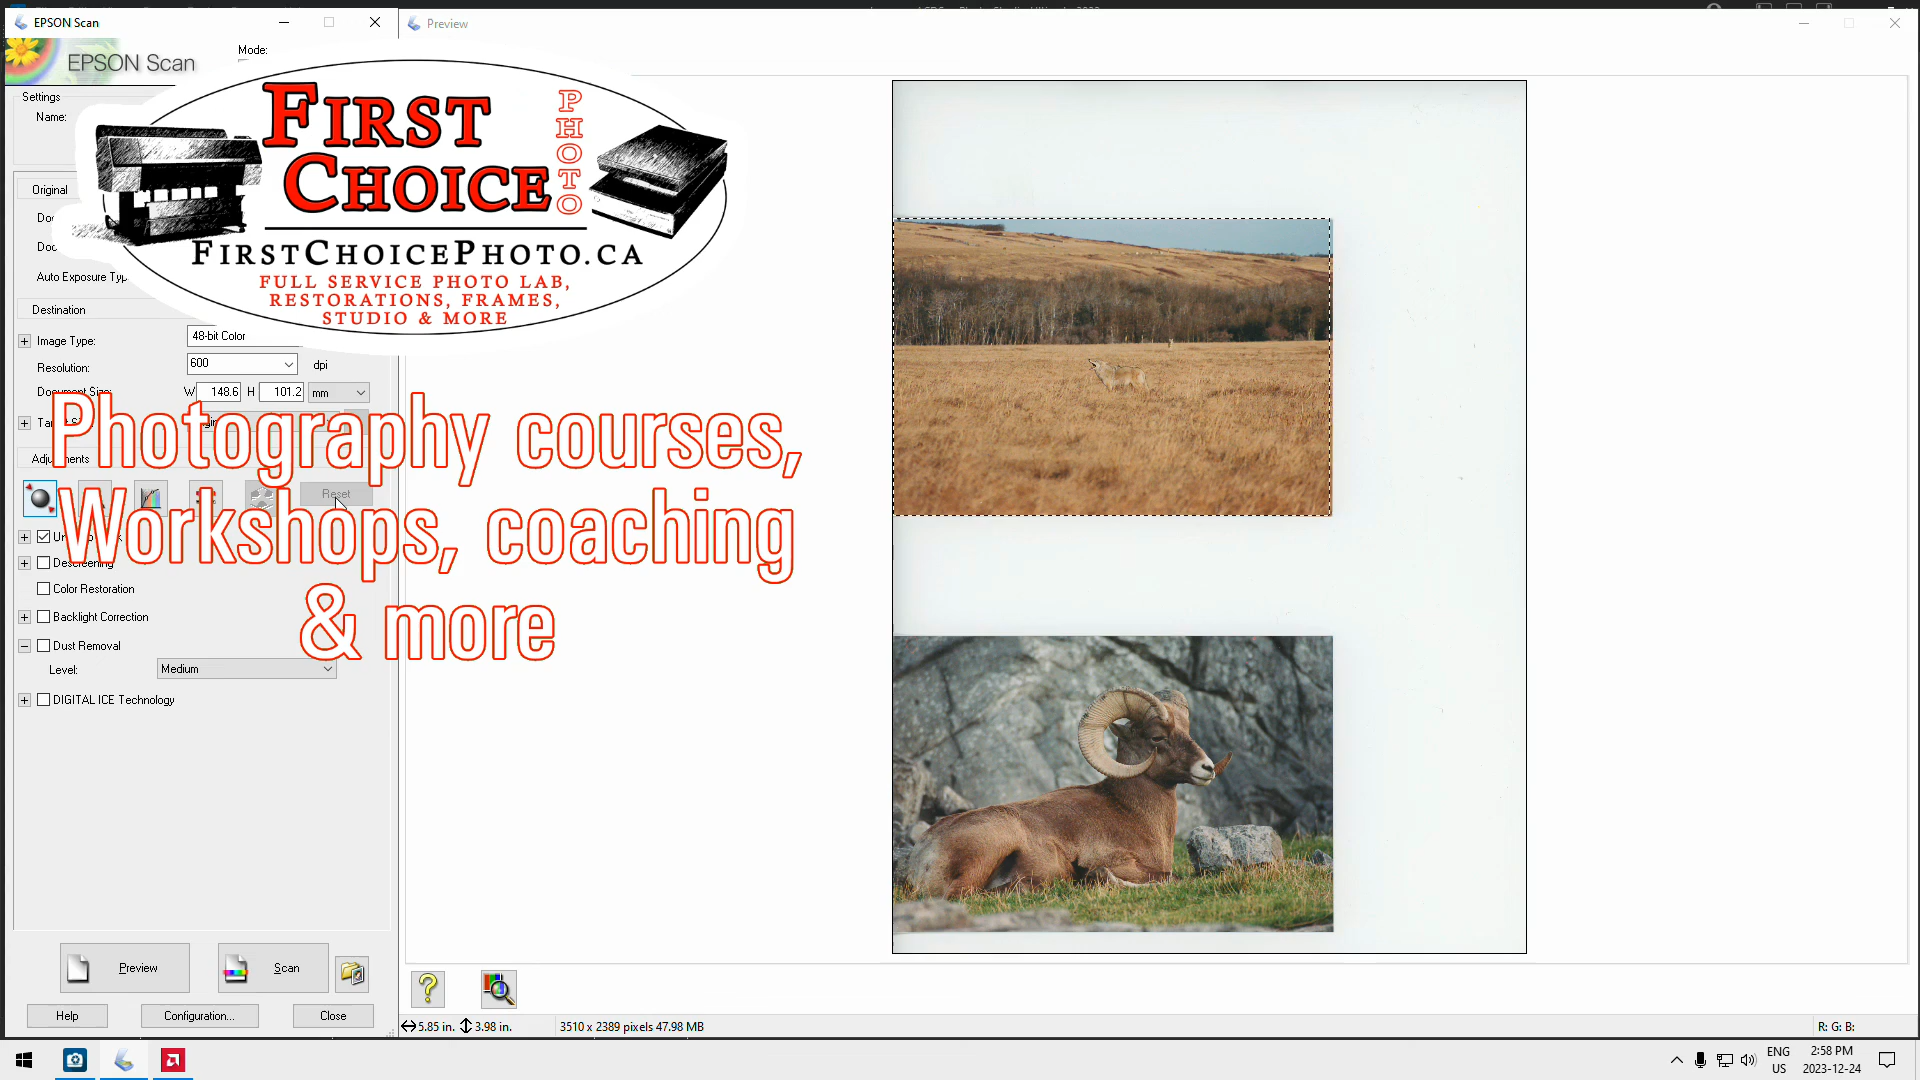 EPSON Scan
Preview
EPSON Scan
Mode:
Settings
Name:
FIRST
CHOICE
PHOTO
FIRSTCHOICEPHOTO.CA
FULL SERVICE PHOTO LAB,
RESTORATIONS, FRAMES,
STUDIO & MORE
Original
Auto Exposure Typ
Destination
Image Type:
48-bit Color
Resolution:
600
dpi
Document Size:
W 148.6 H 101.2 mm
Photography courses,
Workshops, coaching
& more
Reset
Descreening
Color Restoration
Backlight Correction
Dust Removal
Level:
Medium
DIGITAL ICE Technology
Preview
Scan
Help
Configuration...
Close
5.85 in. 3.98 in.
3510 x 2389 pixels 47.98 MB
R: G: B:
ENG
US
2:58 PM
2023-12-24